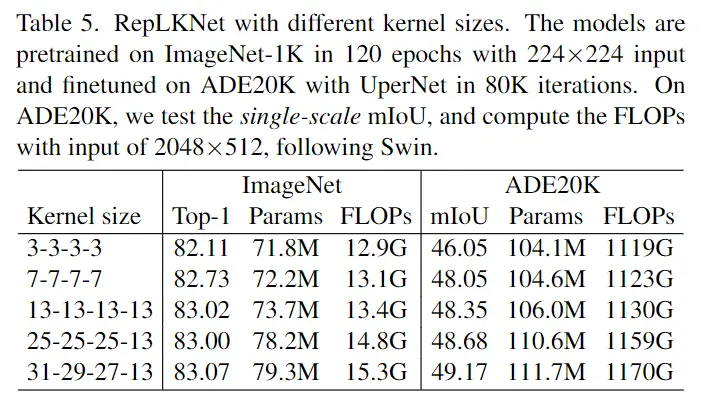 Table 5. RepLKNet with different kernel sizes. The models are
pretrained on ImageNet-1K in 120 epochs with 224×224 input
and finetuned on ADE20K with UperNet in 80K iterations. On
ADE20K, we test the single-scale mIoU, and compute the FLOPs
with input of 2048×512, following Swin.
ImageNet ADE20K
Kernel size Top-1 Params FLOPs mIoU Params FLOPs
3-3-3-3 82.11 71.8M 12.9G 46.05 104.1M 1119G
7-7-7-7 82.73 72.2M 13.1G 48.05 104.6M 1123G
13-13-13-13 83.02 73.7M 13.4G 48.35 106.0M 1130G
25-25-25-13 83.00 78.2M 14.8G 48.68 110.6M 1159G
31-29-27-13 83.07 79.3M 15.3G 49.17 111.7M 1170G